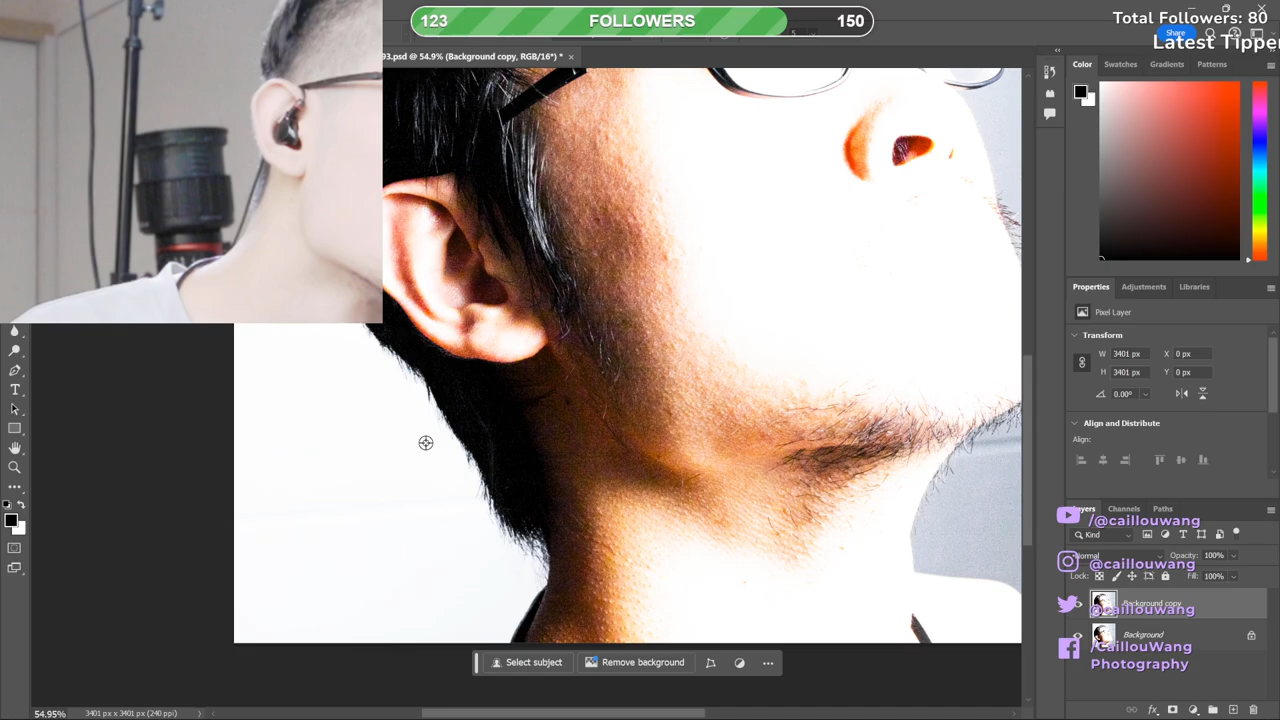 123 FOLLOWERS 150
Total Followers: 80
Share
Latest Tipper
93.psd @ 54.9% (Background copy, RGB/16*) * ×
Color Swatches Gradients Patterns
Properties Adjustments Libraries
Pixel Layer
Transform
W 3401 px X 0 px
H 3401 px Y 0 px
0.00°
Align and Distribute
Align:
Layers Channels Paths
/@caillouwang
Kind
Normal Opacity: 100%
@caillouwang
Lock: Fill: 100%
Background copy
@caillouwang
Background
/CaillouWang
Photography
Select subject Remove background
54.95% 3401 px x 3401 px (240 ppi)